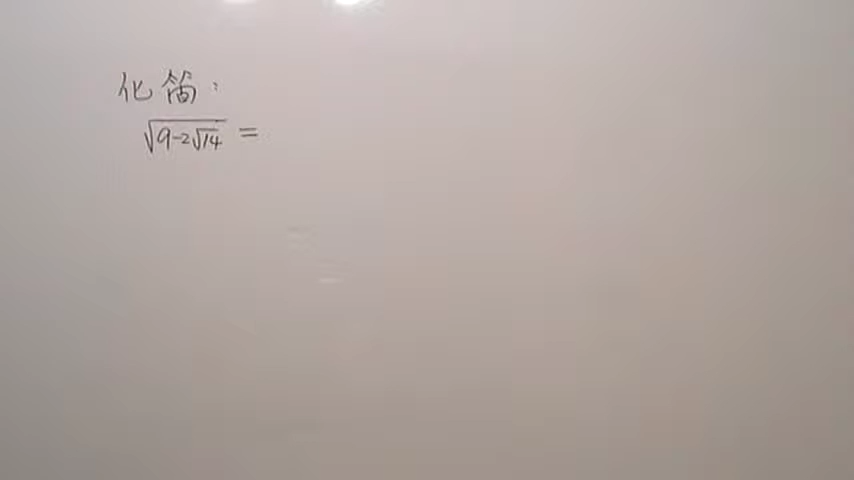 化简:
√(9-2√14) =